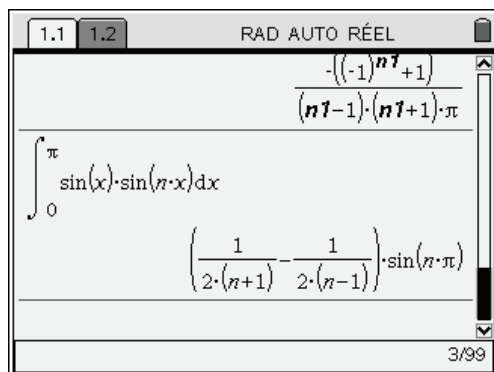 1.1 1.2 RAD AUTO RÉEL
-((-1)^n1+1)
(n1-1)·(n1+1)·π
∫ π 0 sin(x)·sin(n·x)dx
(1/(2·(n+1)) - 1/(2·(n-1)))·sin(n·π)
3/99